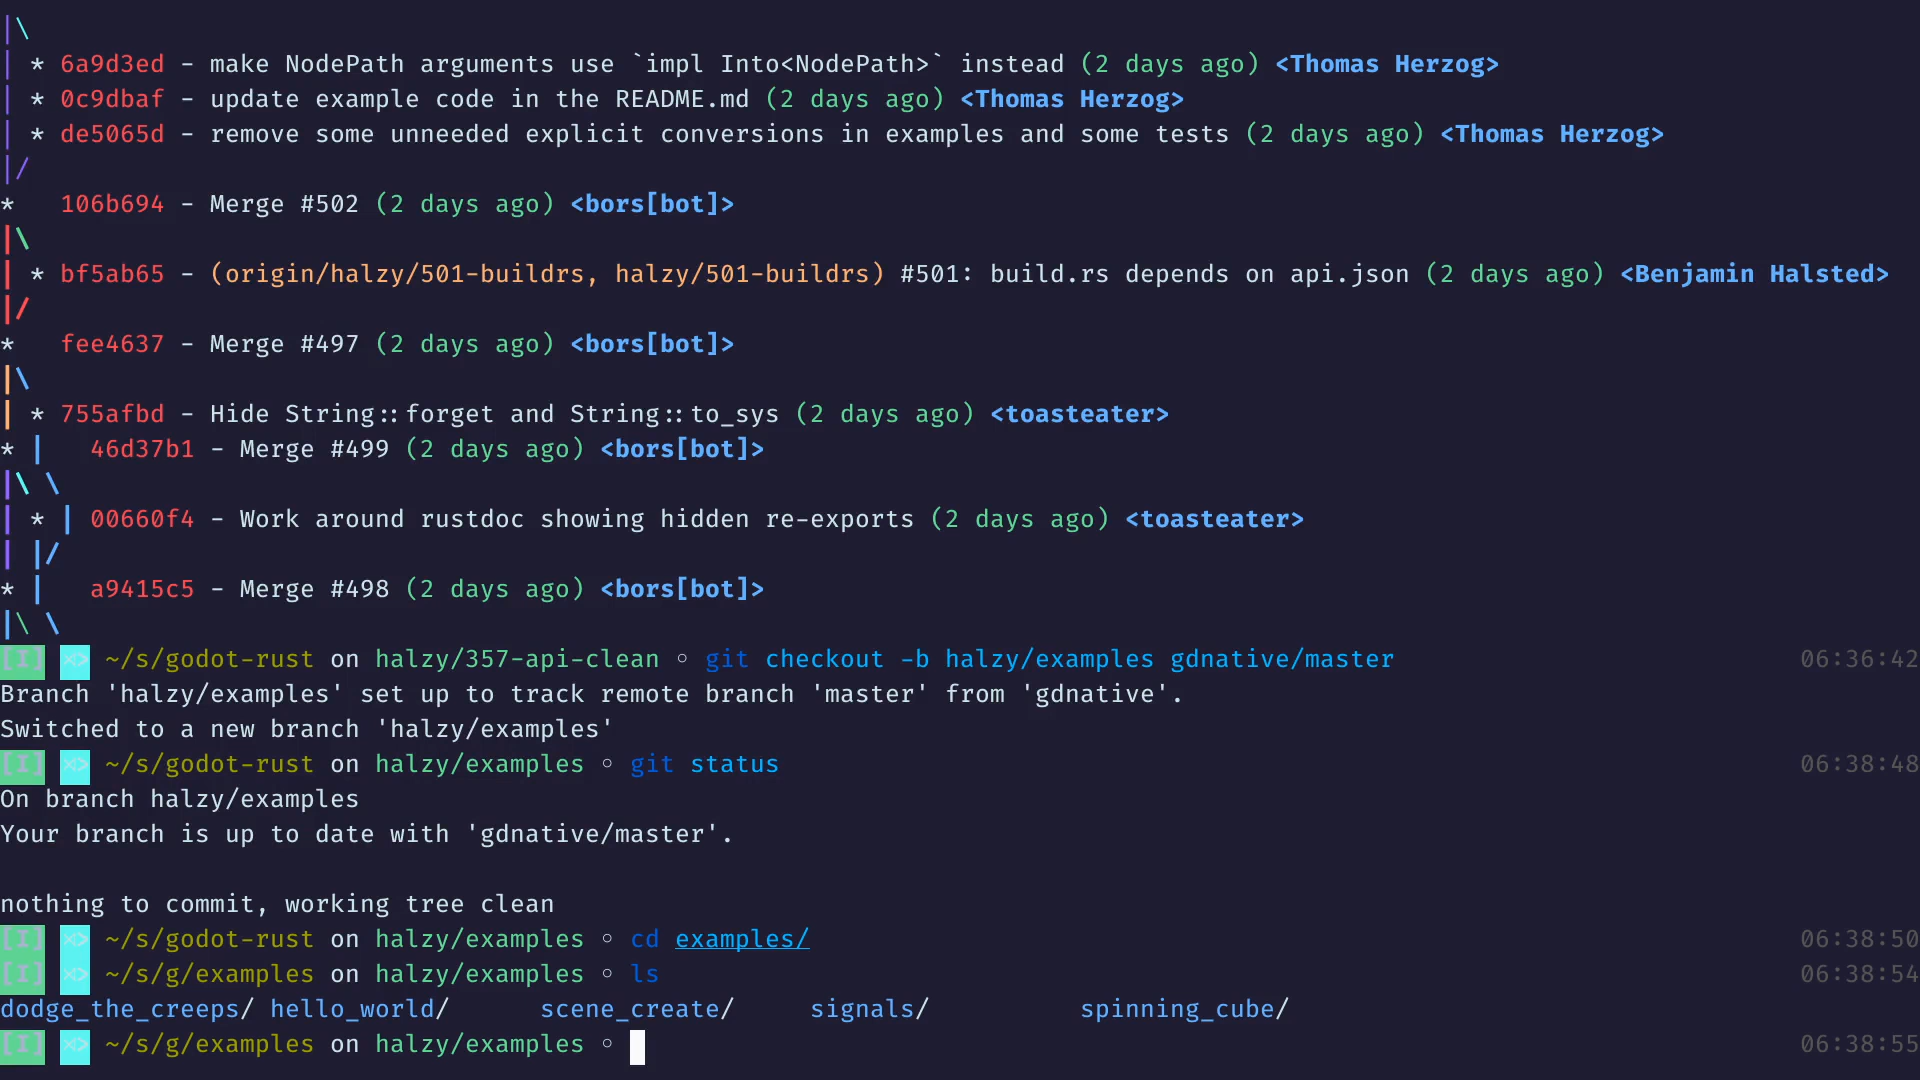 |\
| * 6a9d3ed - make NodePath arguments use `impl Into<NodePath>` instead (2 days ago) <Thomas Herzog>
| * 0c9dbaf - update example code in the README.md (2 days ago) <Thomas Herzog>
| * de5065d - remove some unneeded explicit conversions in examples and some tests (2 days ago) <Thomas Herzog>
|/
*   106b694 - Merge #502 (2 days ago) <bors[bot]>
|\
| * bf5ab65 - (origin/halzy/501-buildrs, halzy/501-buildrs) #501: build.rs depends on api.json (2 days ago) <Benjamin Halsted>
|/
*   fee4637 - Merge #497 (2 days ago) <bors[bot]>
|\
| * 755afbd - Hide String::forget and String::to_sys (2 days ago) <toasteater>
* |   46d37b1 - Merge #499 (2 days ago) <bors[bot]>
|\ \
| * | 00660f4 - Work around rustdoc showing hidden re-exports (2 days ago) <toasteater>
| |/
* |   a9415c5 - Merge #498 (2 days ago) <bors[bot]>
|\ \
[I] ~/s/godot-rust on halzy/357-api-clean ◦ git checkout -b halzy/examples gdnative/master 06:36:42
Branch 'halzy/examples' set up to track remote branch 'master' from 'gdnative'.
Switched to a new branch 'halzy/examples'
[I] ~/s/godot-rust on halzy/examples ◦ git status 06:38:48
On branch halzy/examples
Your branch is up to date with 'gdnative/master'.

nothing to commit, working tree clean
[I] ~/s/godot-rust on halzy/examples ◦ cd examples/ 06:38:50
[I] ~/s/g/examples on halzy/examples ◦ ls 06:38:54
dodge_the_creeps/ hello_world/ scene_create/ signals/ spinning_cube/
[I] ~/s/g/examples on halzy/examples ◦ 06:38:55